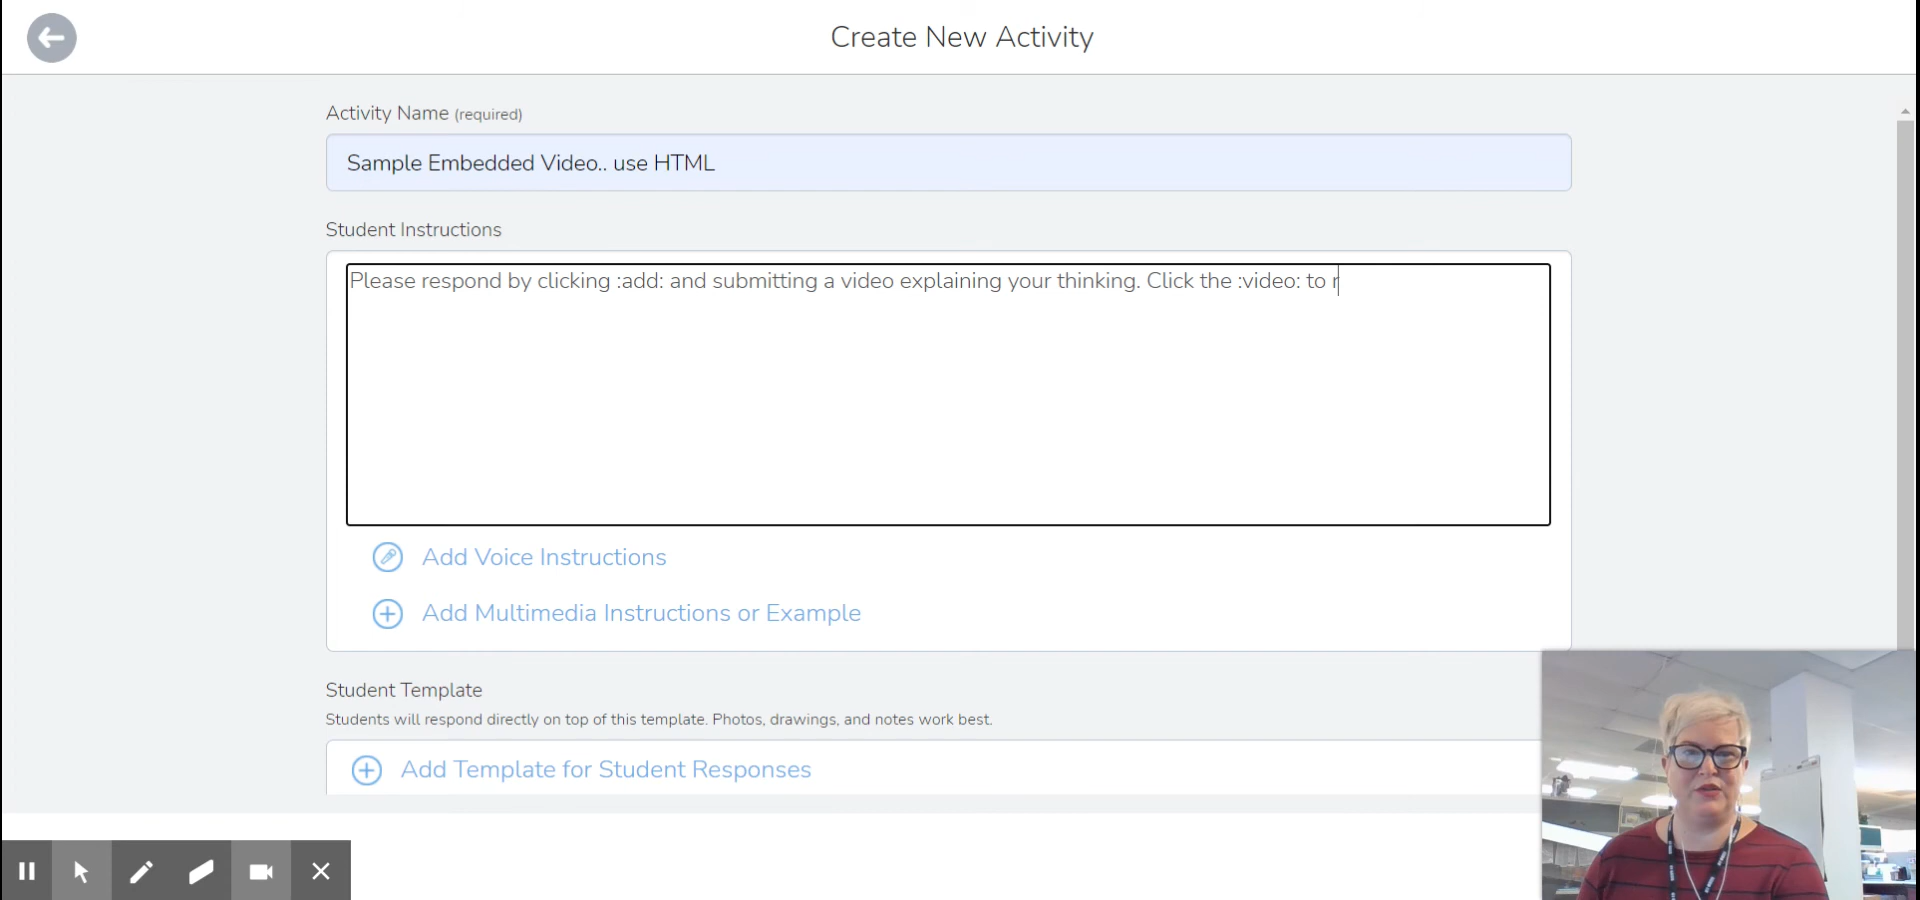 Create New Activity
Activity Name (required)
Sample Embedded Video.. use HTML
Student Instructions
Please respond by clicking :add: and submitting a video explaining your thinking. Click the :video: to r
Add Voice Instructions
Add Multimedia Instructions or Example
Student Template
Students will respond directly on top of this template. Photos, drawings, and notes work best.
Add Template for Student Responses